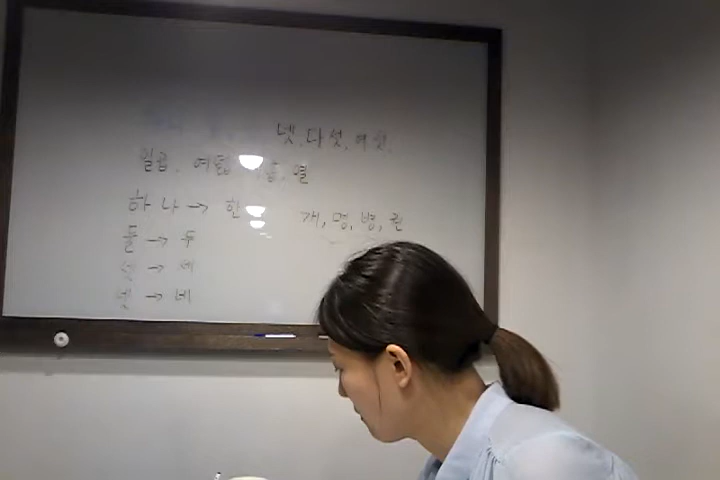 넷, 다섯, 여섯,
일곱, 여덟, 열
하나 → 한 개, 명, 병, 권
둘 → 두
셋 → 세
넷 → 네